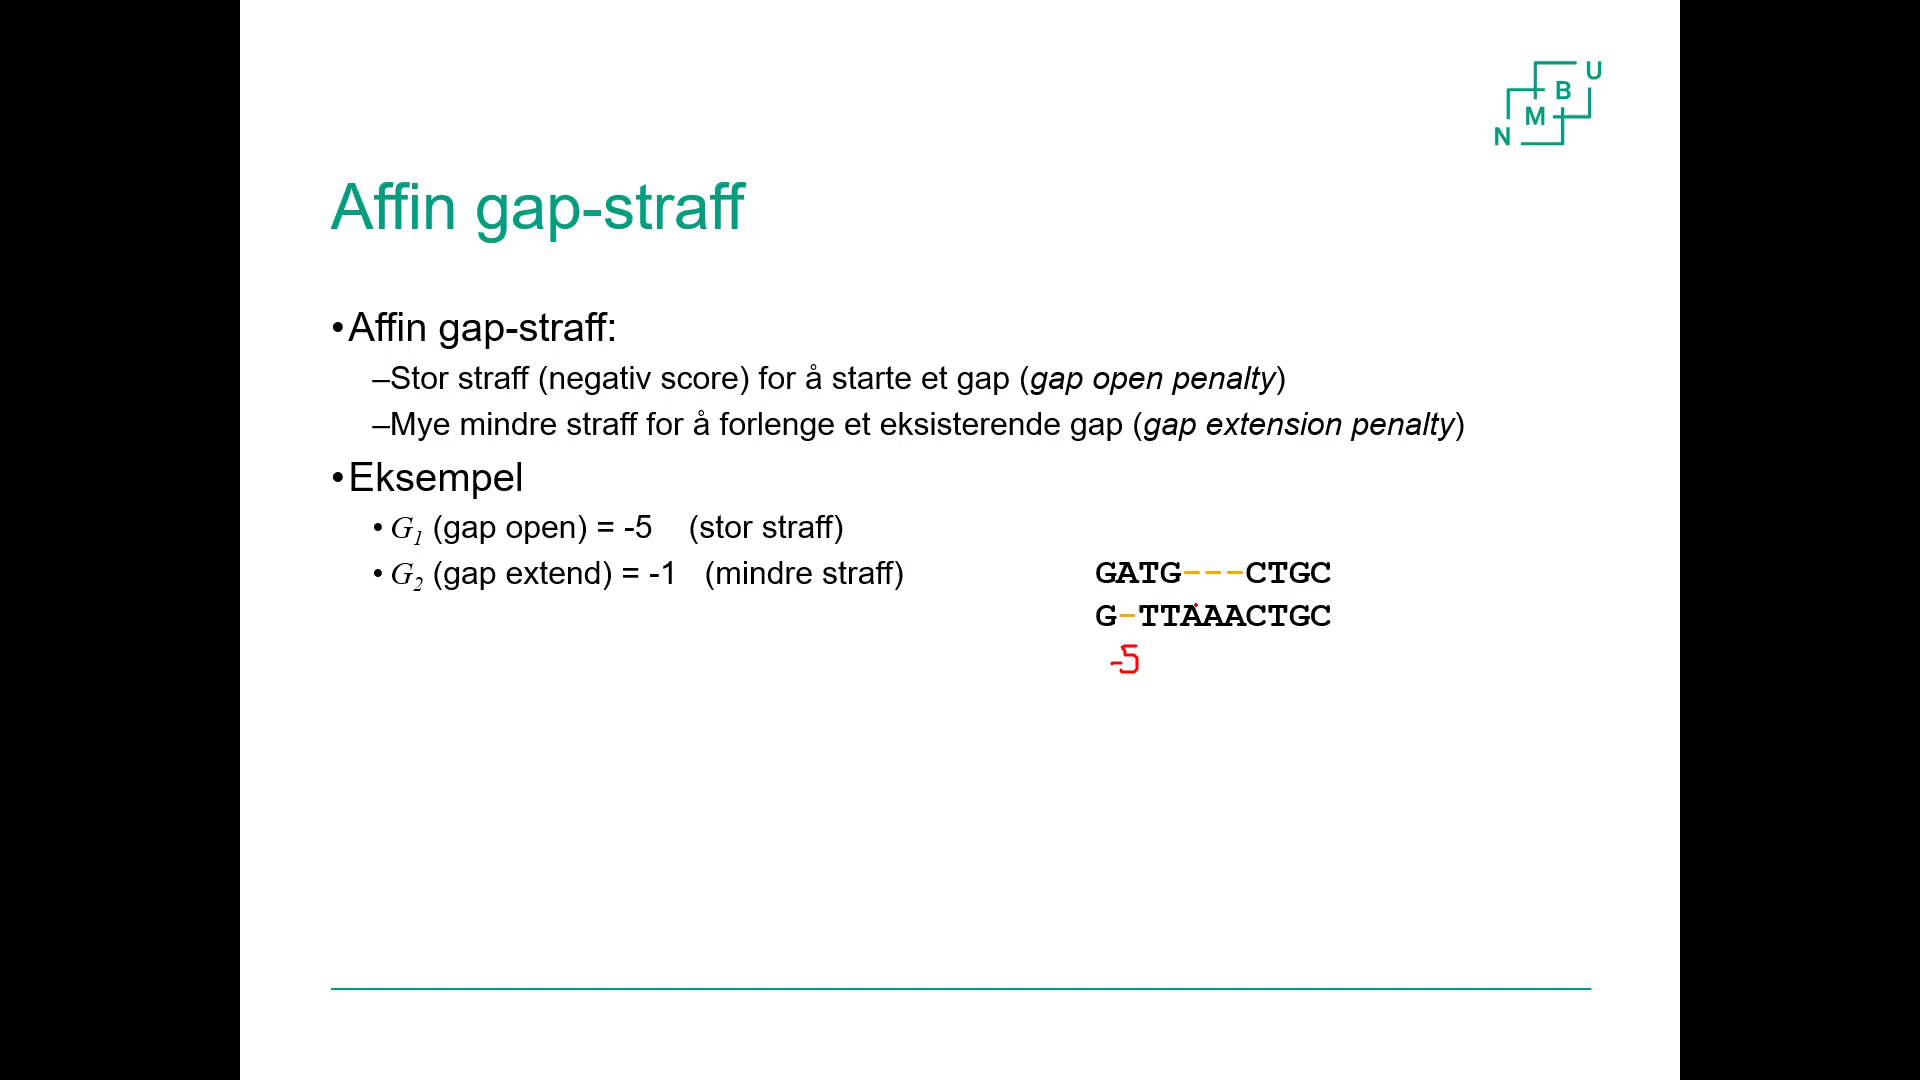 N M B U
Affin gap-straff
•Affin gap-straff:
–Stor straff (negativ score) for å starte et gap (gap open penalty)
–Mye mindre straff for å forlenge et eksisterende gap (gap extension penalty)
•Eksempel
• G1 (gap open) = -5 (stor straff)
• G2 (gap extend) = -1 (mindre straff)
GATG---CTGC
G-TTAAACTGC
-5